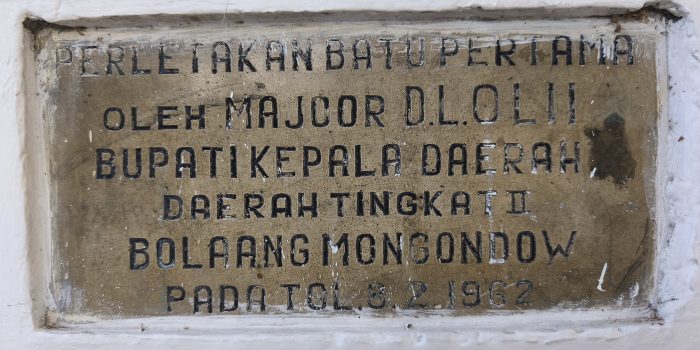 PERLETAKAN BATU PERTAMA
OLEH MAJCOR D.L.OLII
BUPATI KEPALA DAERAH
DAERAH TINGKAT II
BOLAANG MONGONDOW
PADA TGL. 8.2.1962